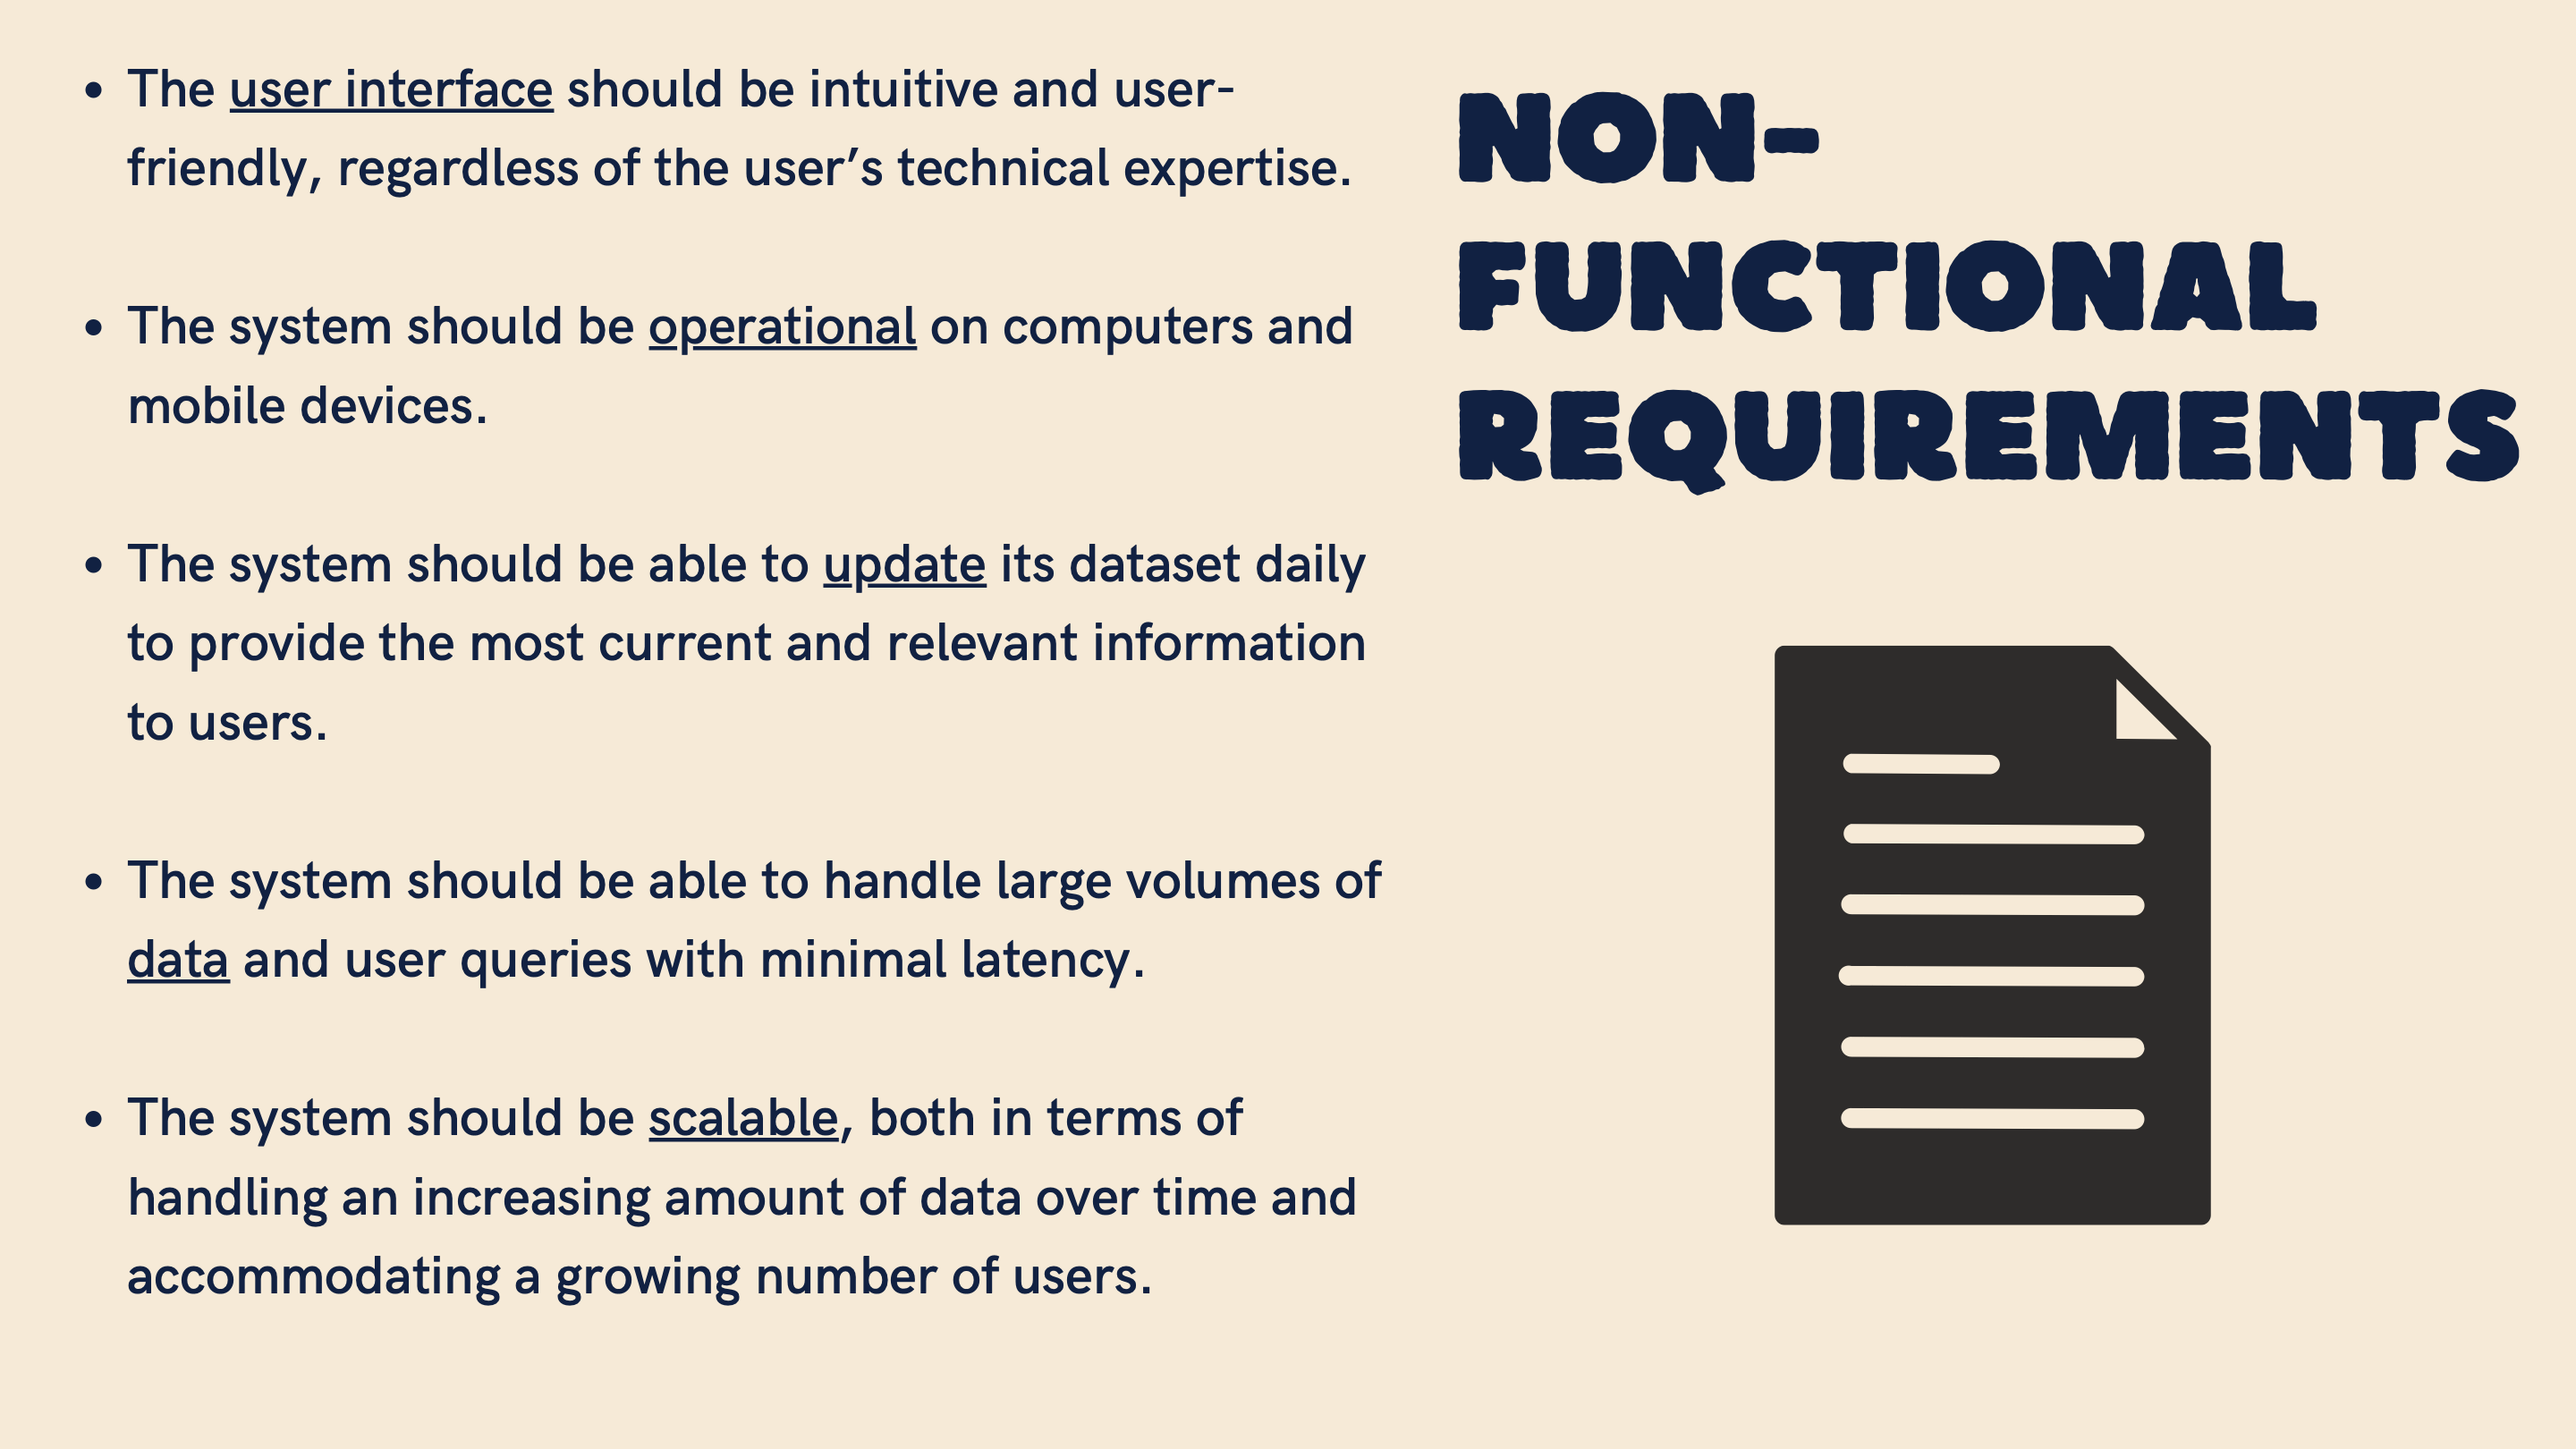 • The user interface should be intuitive and user-
friendly, regardless of the user’s technical expertise.
• The system should be operational on computers and
mobile devices.
• The system should be able to update its dataset daily
to provide the most current and relevant information
to users.
• The system should be able to handle large volumes of
data and user queries with minimal latency.
• The system should be scalable, both in terms of
handling an increasing amount of data over time and
accommodating a growing number of users.
NON-
FUNCTIONAL
REQUIREMENTS